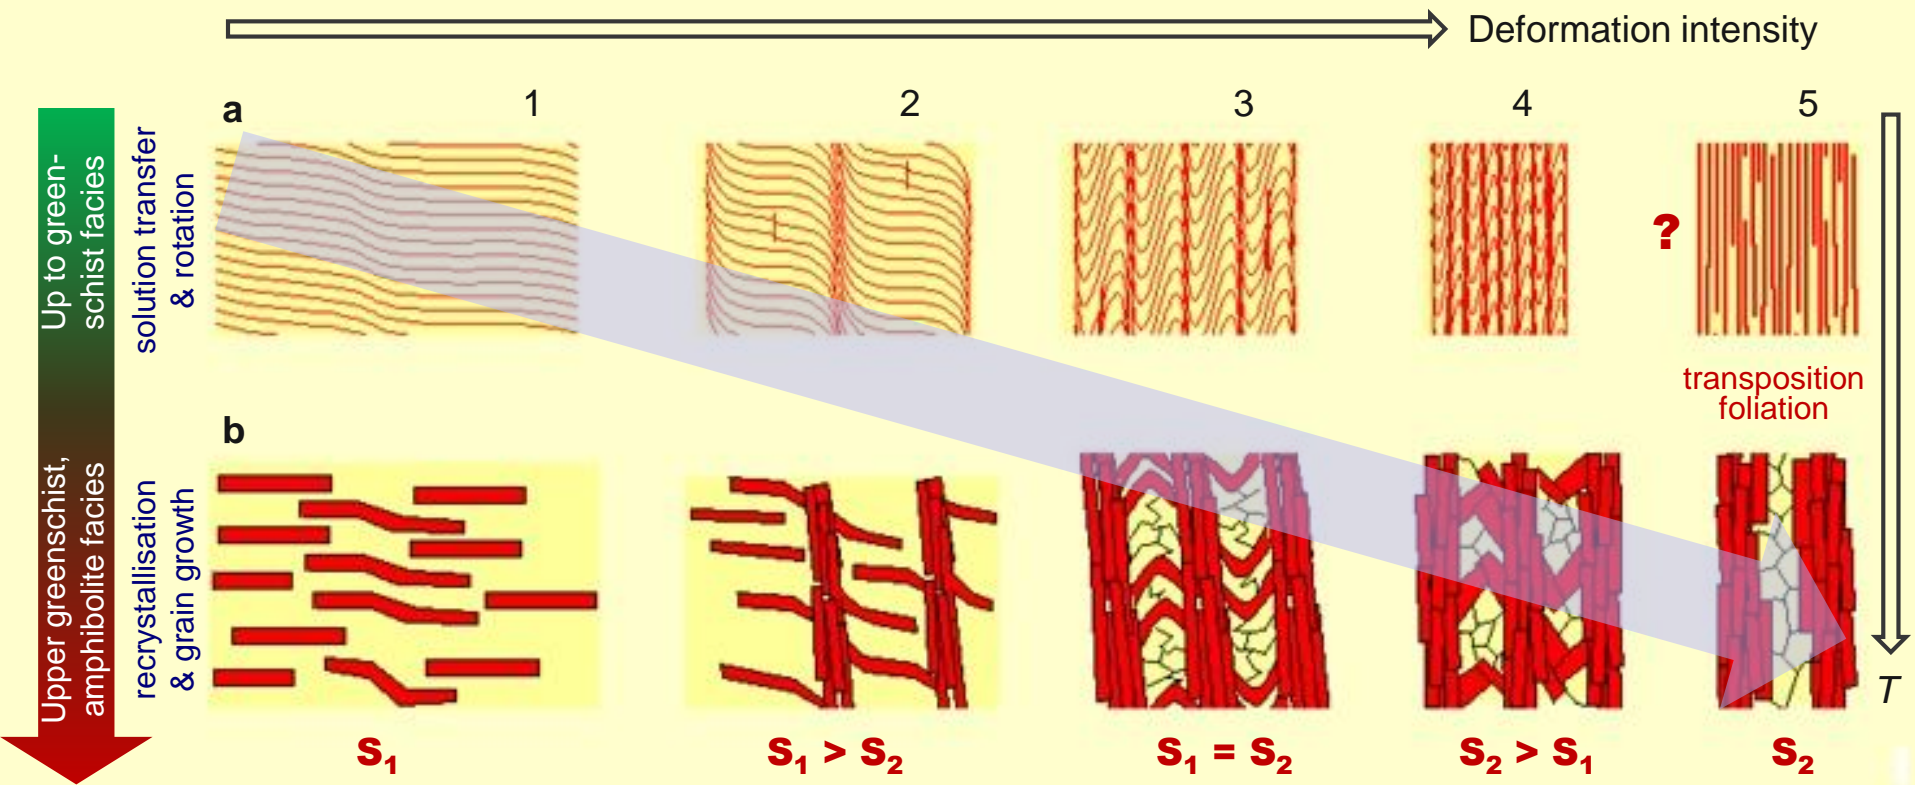 Deformation intensity
a
1
2
3
4
5
Up to green-
schist facies
solution transfer
& rotation
?
transposition
foliation
b
Upper greenschist,
amphibolite facies
recrystallisation
& grain growth
T
S₁
S₁ > S₂
S₁ = S₂
S₂ > S₁
S₂